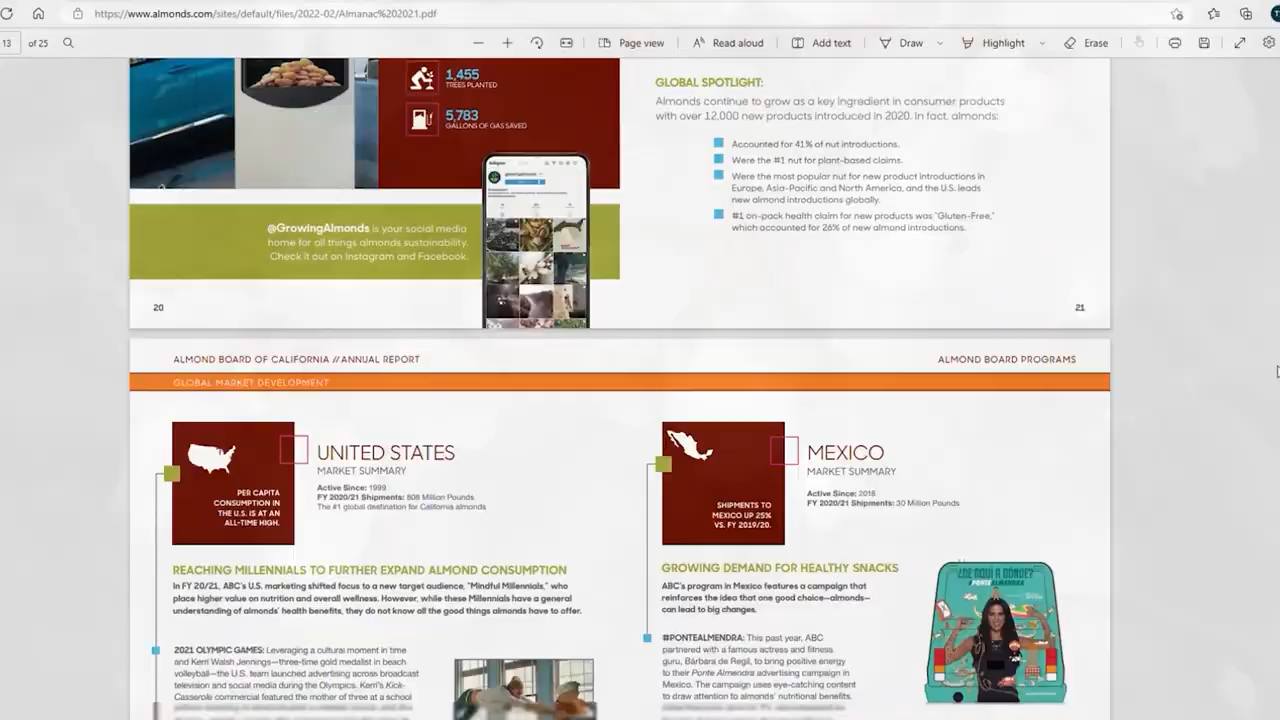 https://www.almonds.com/sites/default/files/2022-02/Almanac%202021.pdf
13 of 25
Page view
Read aloud
Add text
Draw
Highlight
Erase
1,455
TREES PLANTED
5,783
GALLONS OF GAS SAVED
@GrowingAlmonds is your social media
home for all things almonds sustainability.
Check it out on Instagram and Facebook.
20
GLOBAL SPOTLIGHT:
Almonds continue to grow as a key ingredient in consumer products
with over 12,000 new products introduced in 2020. In fact, almonds:
Accounted for 41% of nut introductions.
Were the #1 nut for plant-based claims.
Were the most popular nut for new product introductions in
Europe, Asia-Pacific and North America, and the U.S. leads
new almond introductions globally.
#1 on-pack health claim for new products was "Gluten-Free,"
which accounted for 26% of new almond introductions.
21
ALMOND BOARD OF CALIFORNIA // ANNUAL REPORT
ALMOND BOARD PROGRAMS
GLOBAL MARKET DEVELOPMENT
PER CAPITA
CONSUMPTION IN
THE U.S. IS AT AN
ALL-TIME HIGH.
UNITED STATES
MARKET SUMMARY
Active Since: 1999
FY 2020/21 Shipments: 808 Million Pounds
The #1 global destination for California almonds
REACHING MILLENNIALS TO FURTHER EXPAND ALMOND CONSUMPTION
In FY 20/21, ABC's U.S. marketing shifted focus to a new target audience, "Mindful Millennials," who
place higher value on nutrition and overall wellness. However, while these Millennials have a general
understanding of almonds' health benefits, they do not know all the good things almonds have to offer.
2021 OLYMPIC GAMES: Leveraging a cultural moment in time
and Kerri Walsh Jennings—three-time gold medalist in beach
volleyball—the U.S. team launched advertising across broadcast
television and social media during the Olympics. Kerri's Kick-
Casserole commercial featured the mother of three at a school
SHIPMENTS TO
MEXICO UP 25%
VS. FY 2019/20.
MEXICO
MARKET SUMMARY
Active Since: 2018
FY 2020/21 Shipments: 30 Million Pounds
GROWING DEMAND FOR HEALTHY SNACKS
ABC's program in Mexico features a campaign that
reinforces the idea that one good choice—almonds—
can lead to big changes.
#PONTEALMENDRA: This past year, ABC
partnered with a famous actress and fitness
guru, Bárbara de Regil, to bring positive energy
to their Ponte Almendra advertising campaign in
Mexico. The campaign uses eye-catching content
to draw attention to almonds' nutritional benefits.
¿DE AQUÍ A DÓNDE?
#PONTEALMENDRA